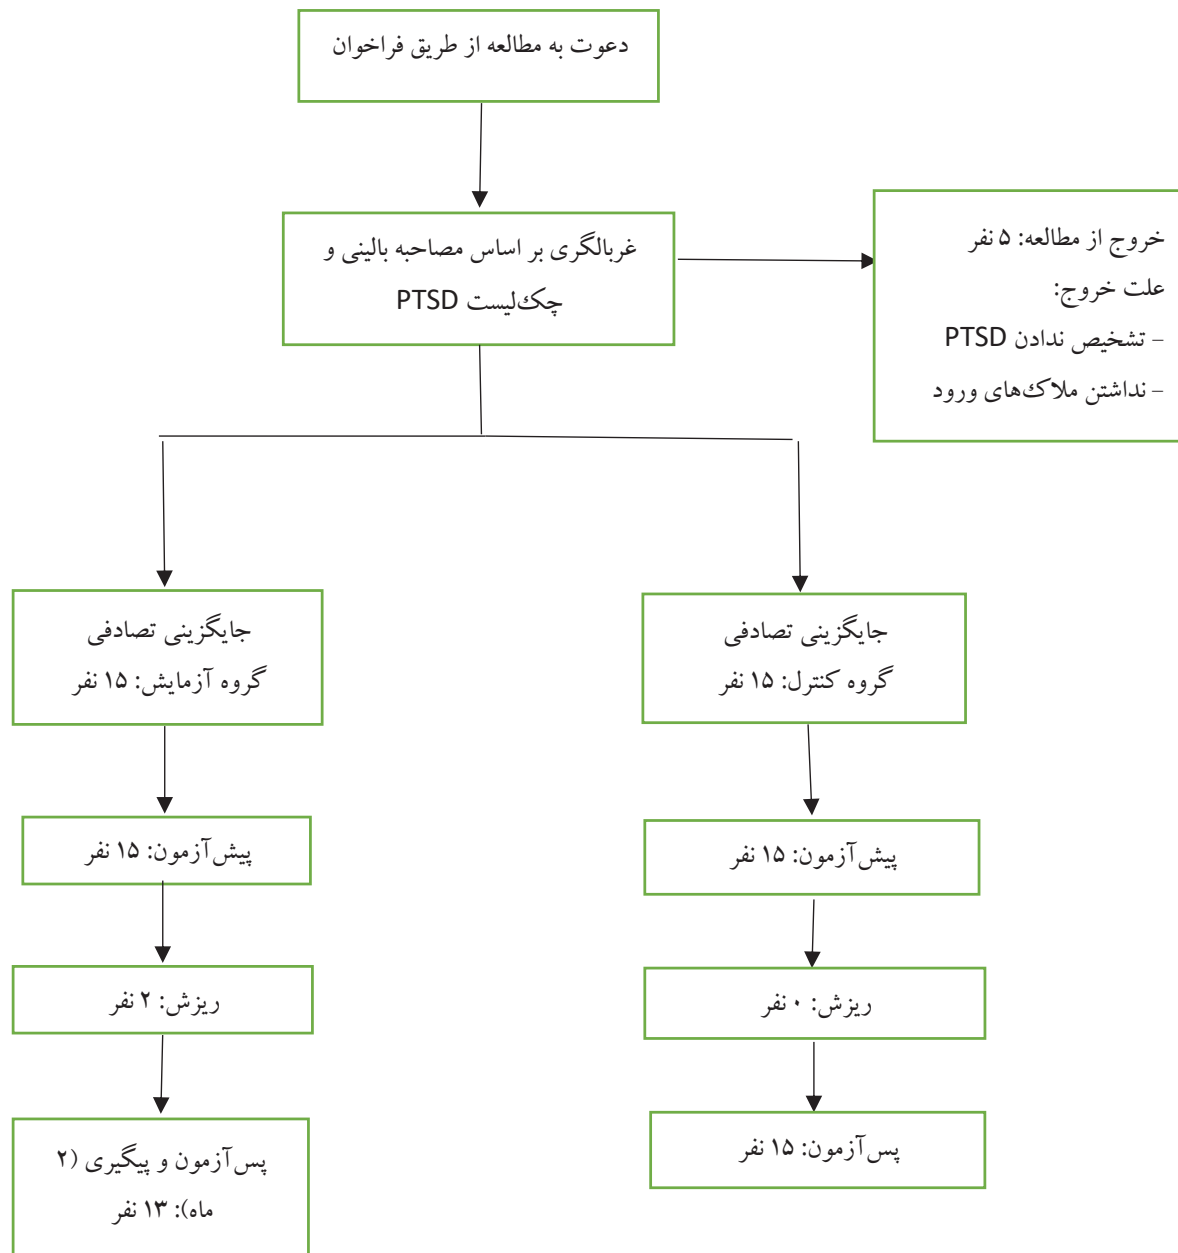 دعوت به مطالعه از طریق فراخوان
غربالگری بر اساس مصاحبه بالینی و
چک‌لیست PTSD
خروج از مطالعه: ۵ نفر
علت خروج:
– تشخیص ندادن PTSD
– نداشتن ملاک‌های ورود
جایگزینی تصادفی
گروه آزمایش: ۱۵ نفر
جایگزینی تصادفی
گروه کنترل: ۱۵ نفر
پیش‌آزمون: ۱۵ نفر
پیش‌آزمون: ۱۵ نفر
ریزش: ۲ نفر
ریزش: ۰ نفر
پس‌آزمون و پیگیری (۲
ماه): ۱۳ نفر
پس‌آزمون: ۱۵ نفر